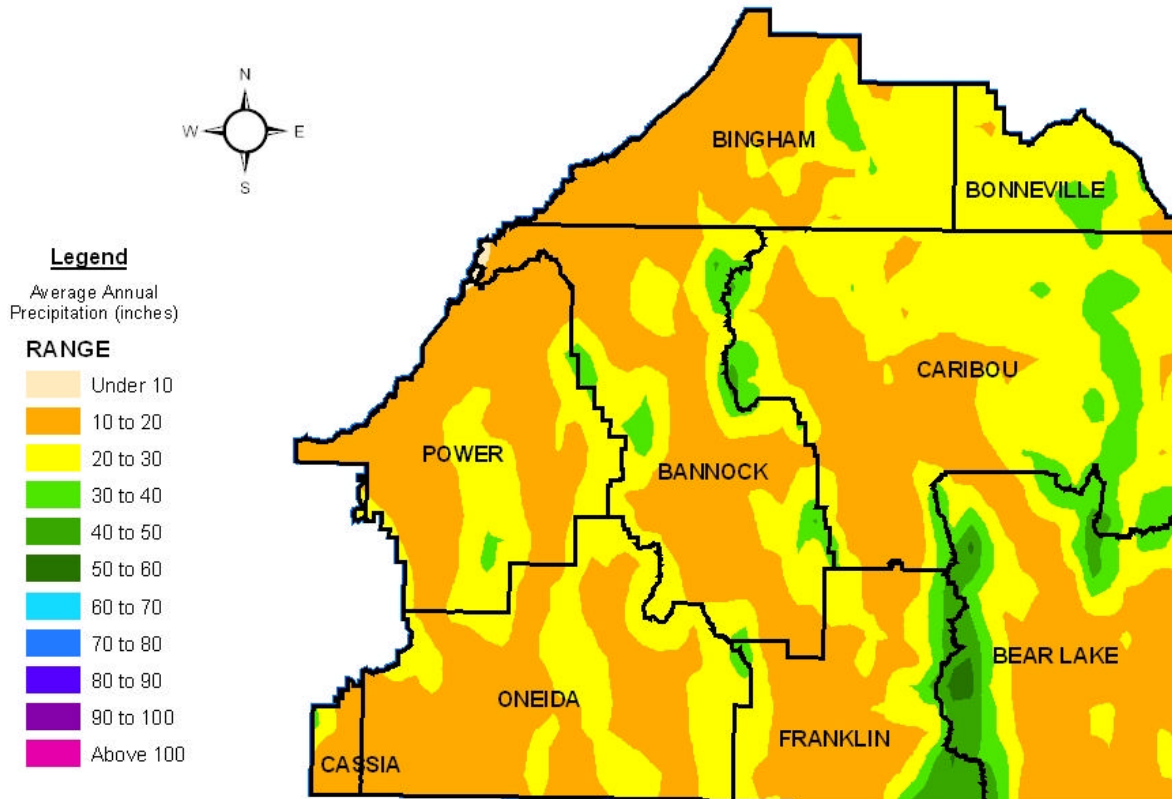 N
W E
S
BINGHAM
BONNEVILLE
Legend
Average Annual
Precipitation (inches)
RANGE
Under 10
10 to 20
20 to 30
30 to 40
40 to 50
50 to 60
60 to 70
70 to 80
80 to 90
90 to 100
Above 100
CARIBOU
POWER
BANNOCK
BEAR LAKE
ONEIDA
FRANKLIN
CASSIA